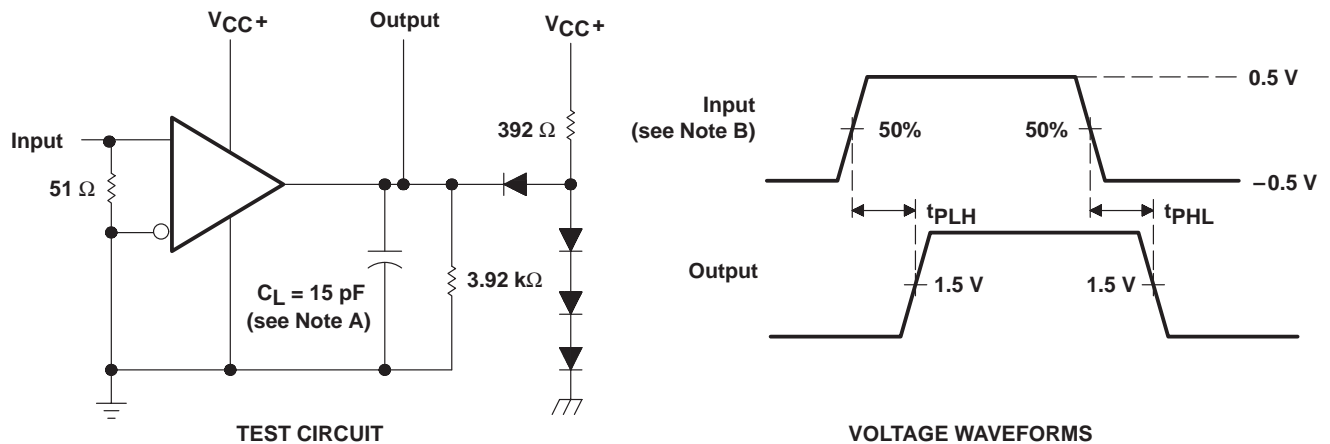 VCC+
Output
VCC+
Input
51 Ω
392 Ω
CL = 15 pF
(see Note A)
3.92 kΩ
TEST CIRCUIT
Input
(see Note B)
50%
50%
0.5 V
−0.5 V
tPLH
tPHL
Output
1.5 V
1.5 V
VOLTAGE WAVEFORMS